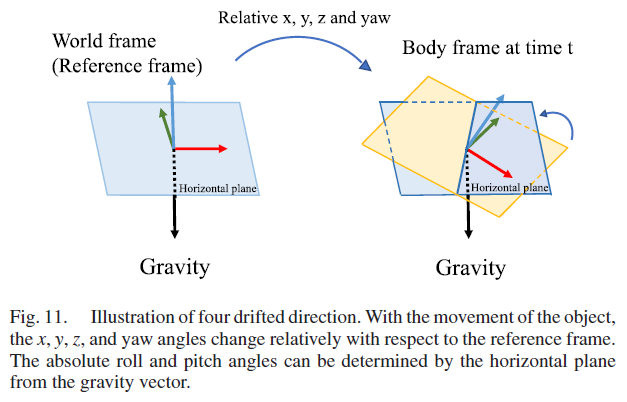 Relative x, y, z and yaw
World frame
(Reference frame)
Body frame at time t
Horizontal plane
Horizontal plane
Gravity
Gravity
Fig. 11. Illustration of four drifted direction. With the movement of the object,
the x, y, z, and yaw angles change relatively with respect to the reference frame.
The absolute roll and pitch angles can be determined by the horizontal plane
from the gravity vector.